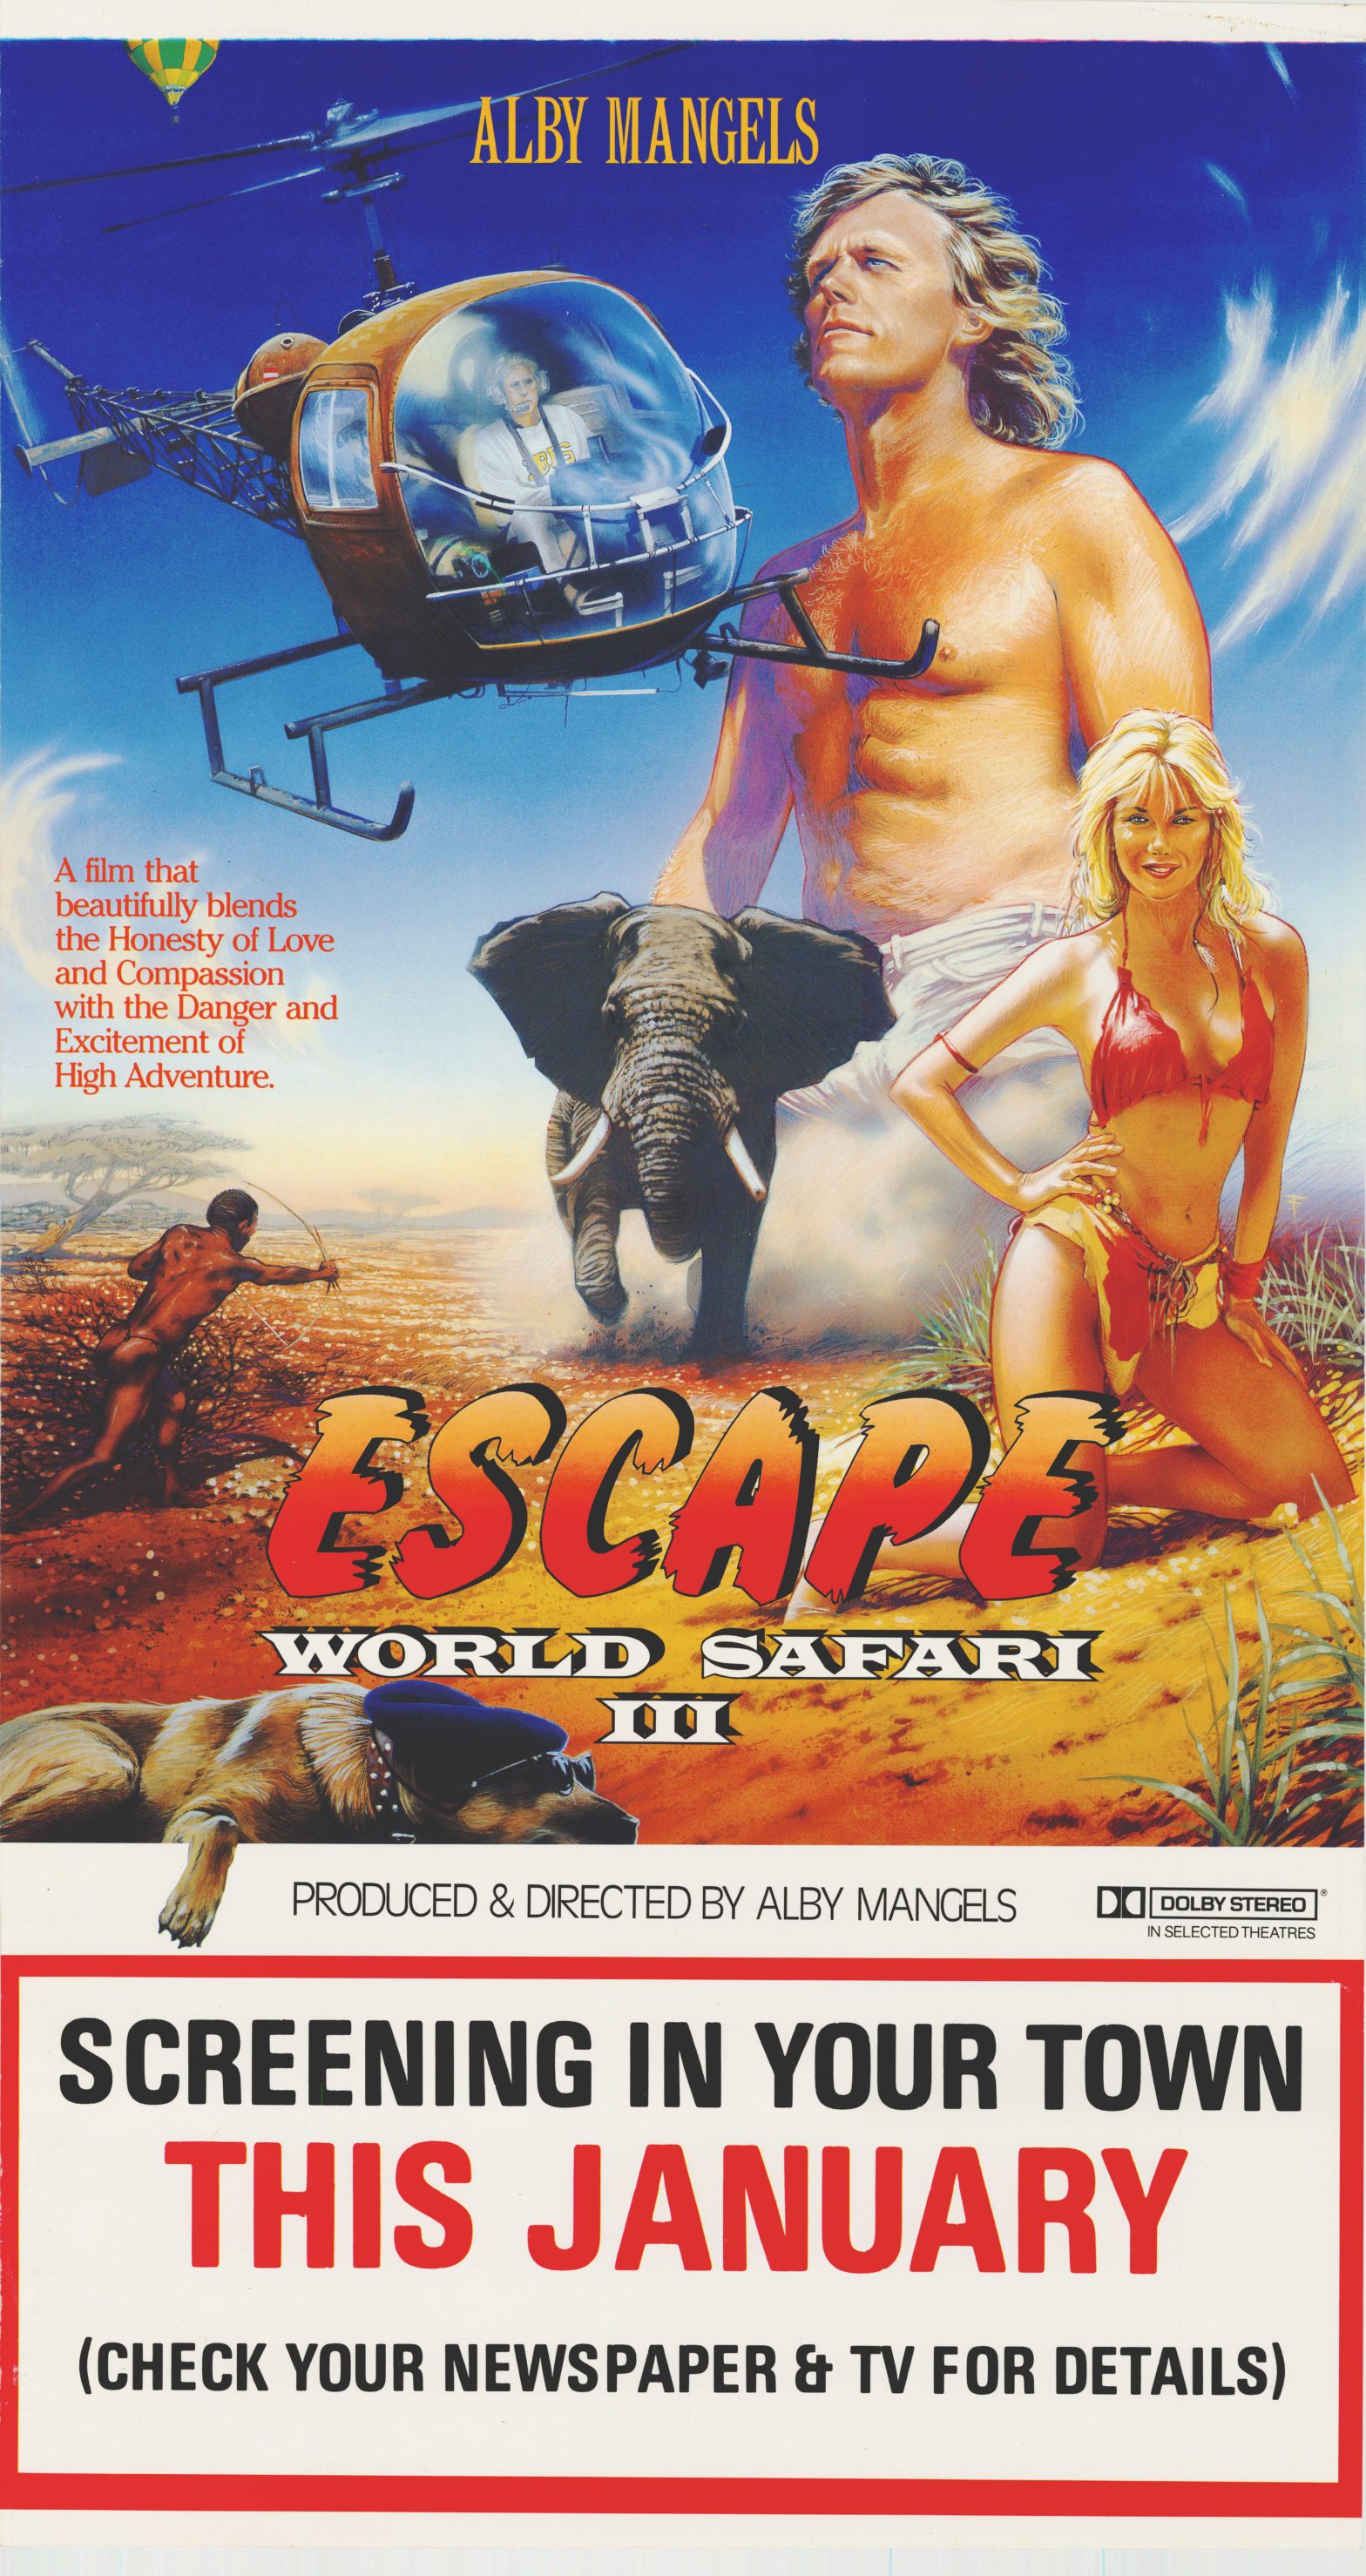 ALBY MANGELS
A film that
beautifully blends
the Honesty of Love
and Compassion
with the Danger and
Excitement of
High Adventure.
ESCAPE
WORLD SAFARI
III
PRODUCED & DIRECTED BY ALBY MANGELS
DOLBY STEREO ®
IN SELECTED THEATRES
SCREENING IN YOUR TOWN
THIS JANUARY
(CHECK YOUR NEWSPAPER & TV FOR DETAILS)